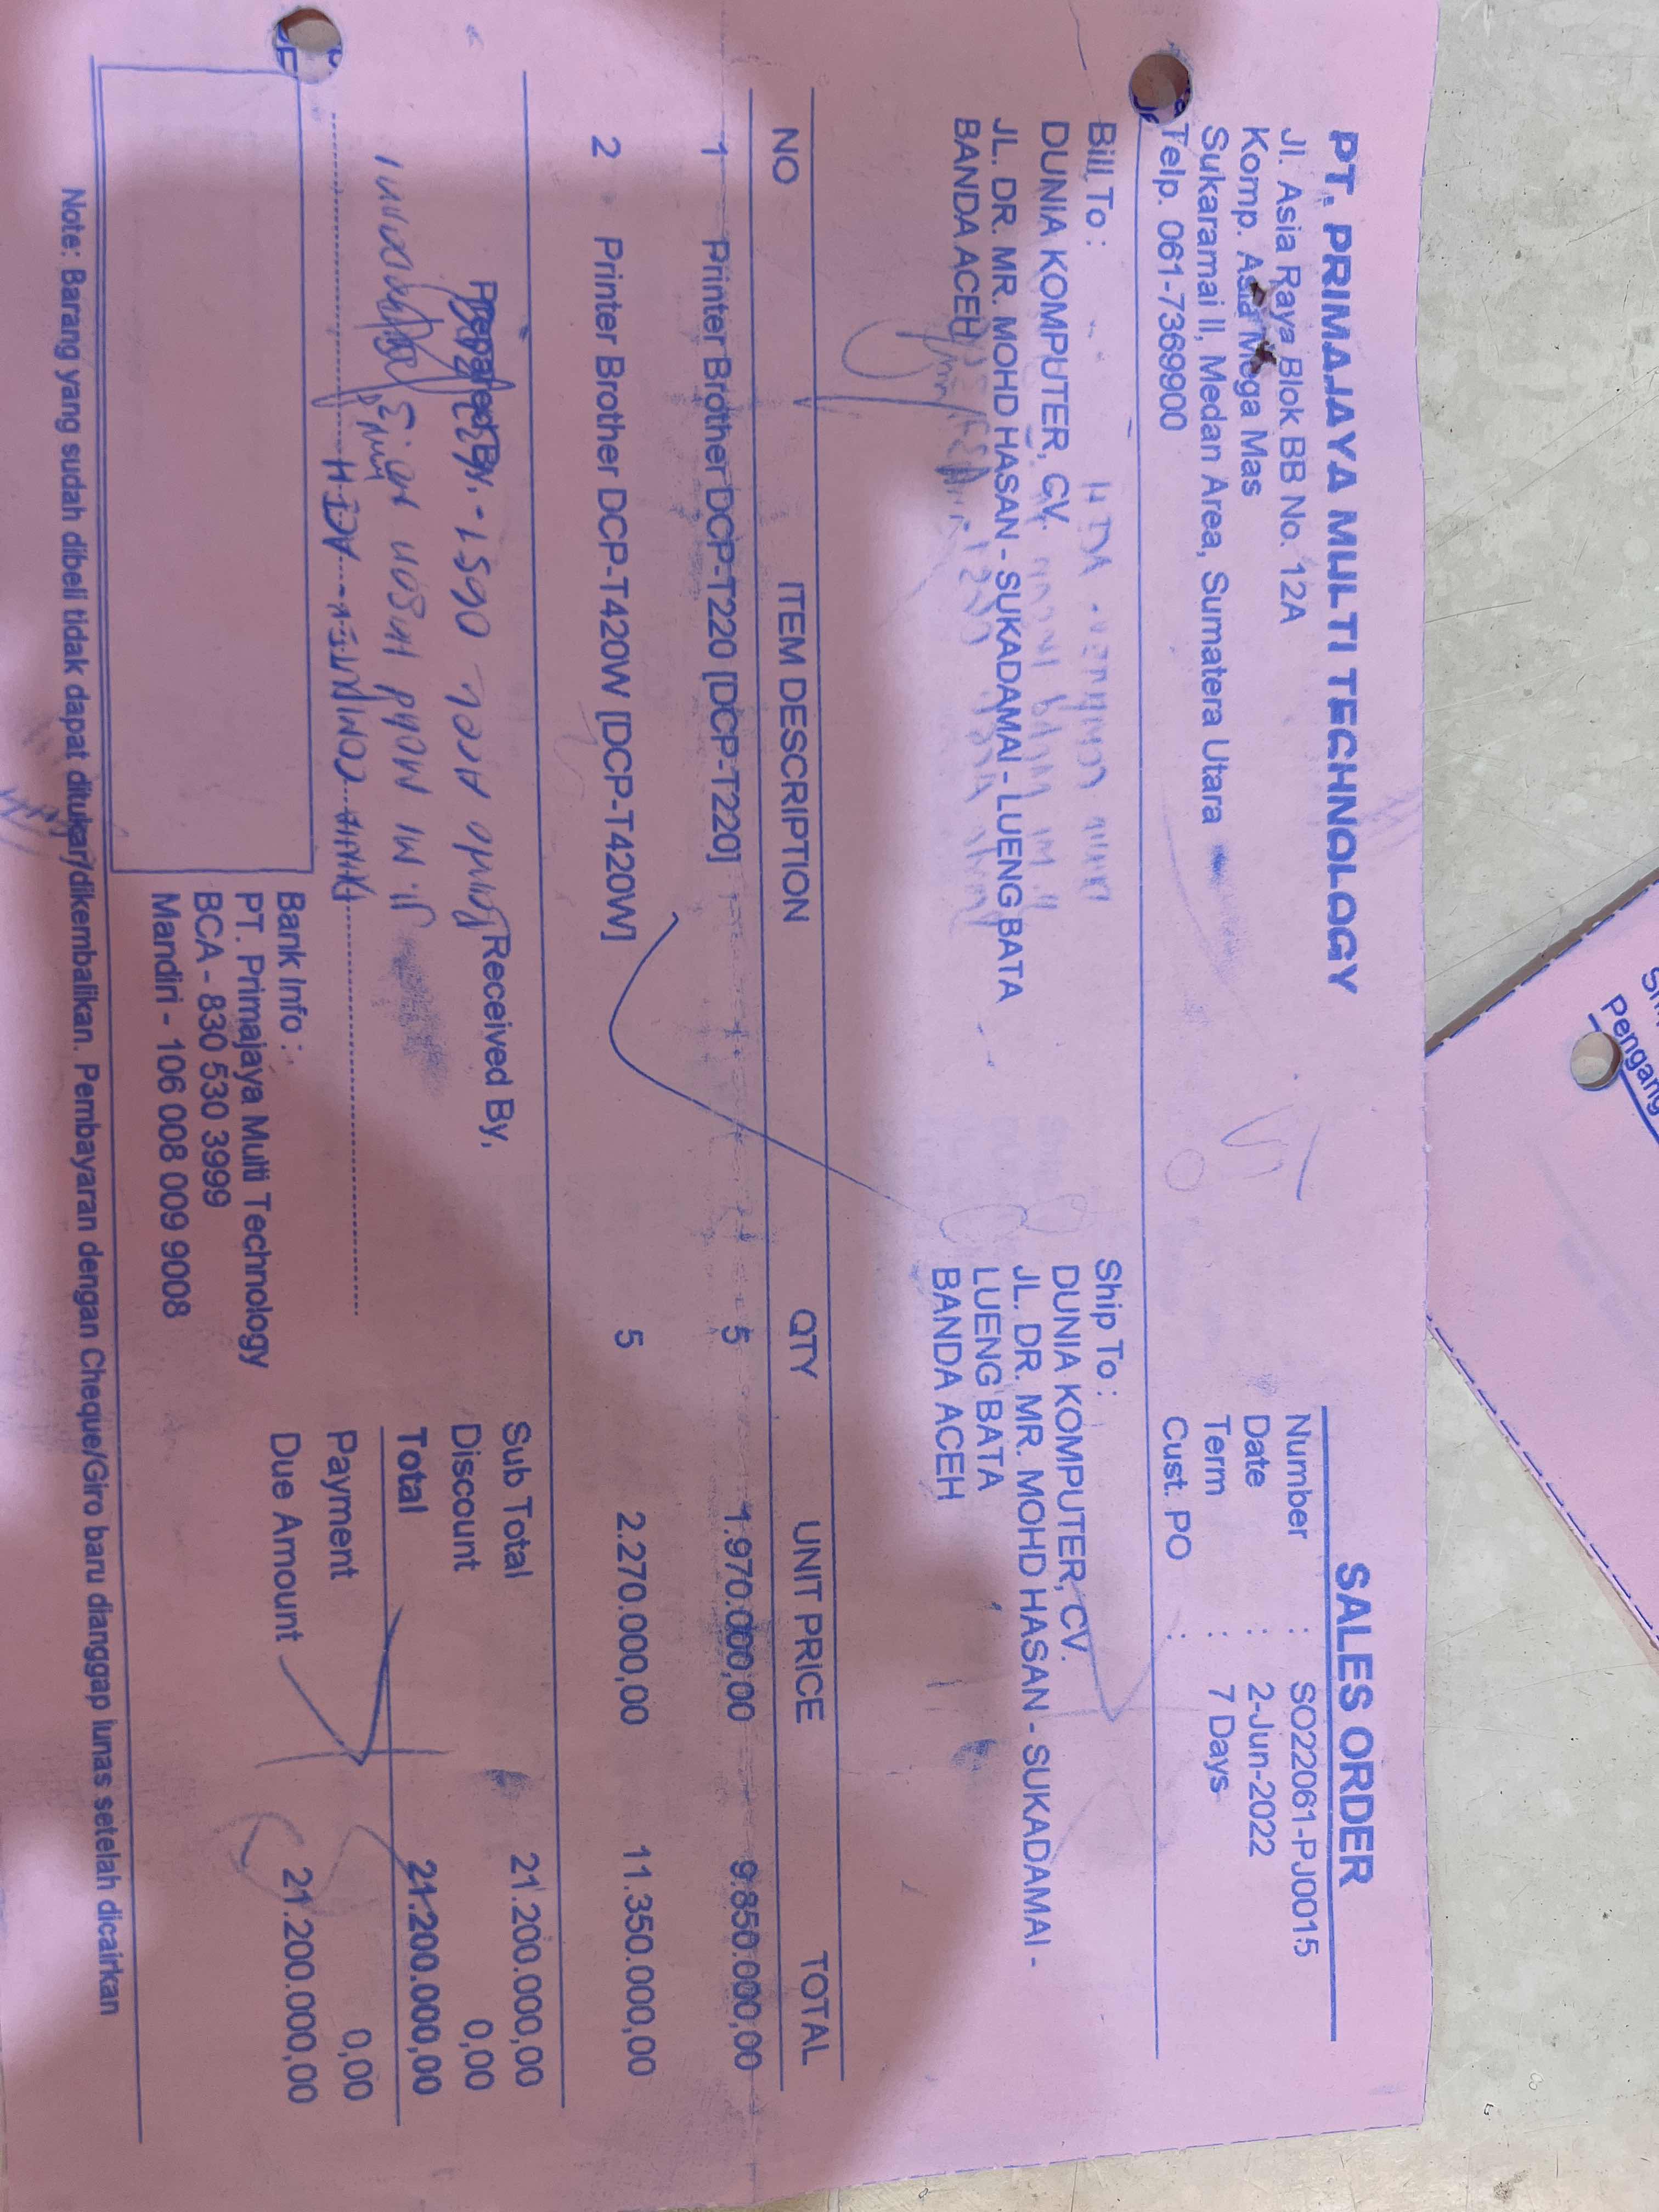 PT. PRIMAJAYA MULTI TECHNOLOGY
Jl. Asia Raya Blok BB No. 12A
Komp. Asia Mega Mas
Sukaramai II, Medan Area, Sumatera Utara
Telp. 061-7369900
SALES ORDER
Number : SO22061-PJ0015
Date : 2-Jun-2022
Term : 7 Days
Cust. PO :
Bill To :
DUNIA KOMPUTER, CV.
JL. DR. MR. MOHD HASAN - SUKADAMAI - LUENG BATA
BANDA ACEH
Ship To :
DUNIA KOMPUTER, CV.
JL. DR. MR. MOHD HASAN - SUKADAMAI -
LUENG BATA
BANDA ACEH
NO ITEM DESCRIPTION QTY UNIT PRICE TOTAL
1 Printer Brother DCP-T220 [DCP-T220] 5 1.970.000,00 9.850.000,00
2 Printer Brother DCP-T420W [DCP-T420W] 5 2.270.000,00 11.350.000,00
Prepared By,
Received By,
Sub Total 21.200.000,00
Discount 0,00
Total 21.200.000,00
Payment 0,00
Due Amount 21.200.000,00
Bank Info :
PT. Primajaya Multi Technology
BCA - 830 530 3999
Mandiri - 106 008 009 9008
Note: Barang yang sudah dibeli tidak dapat ditukar/dikembalikan. Pembayaran dengan Cheque/Giro baru dianggap lunas setelah dicairkan
Pengang